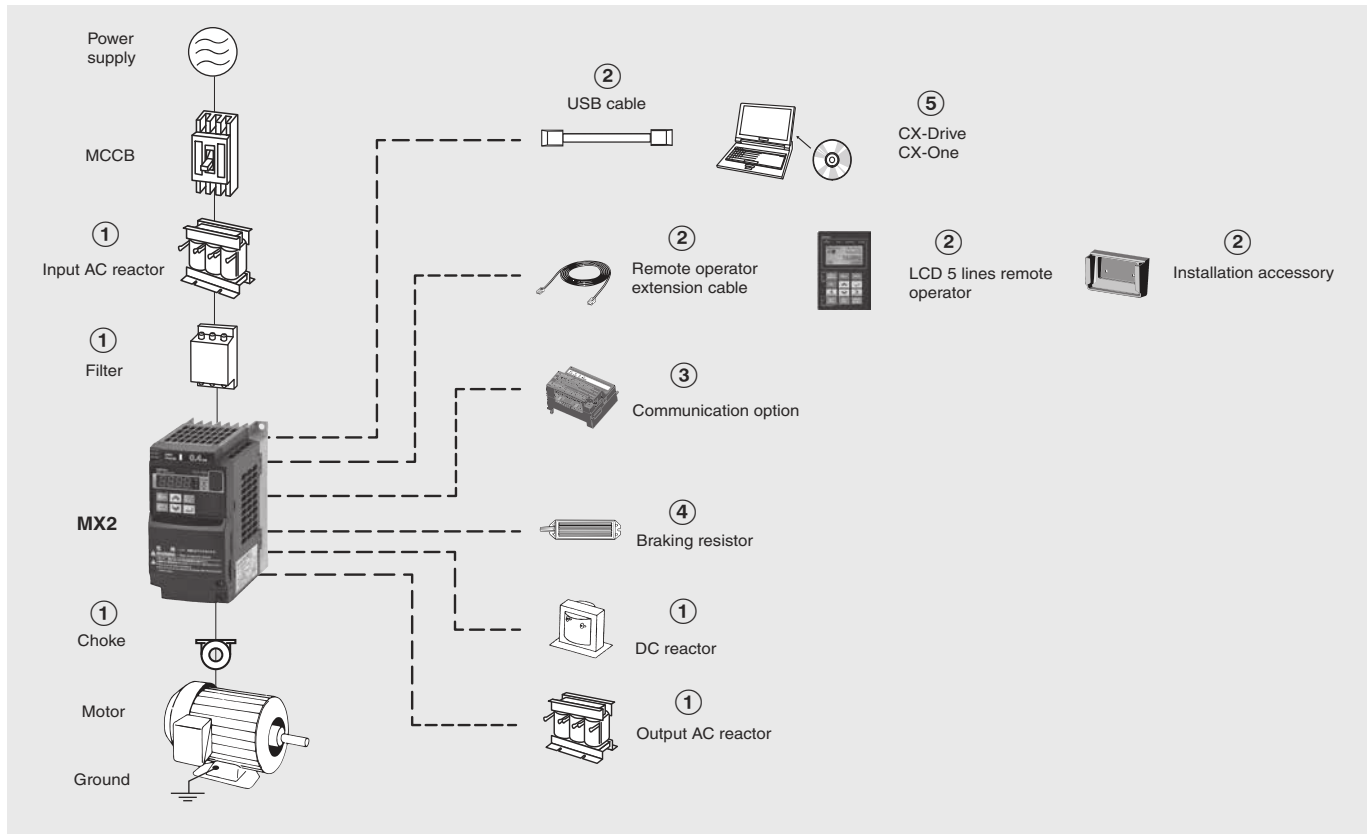 Power
supply
MCCB
1
Input AC reactor
1
Filter
MX2
1
Choke
Motor
Ground
2
USB cable
5
CX-Drive
CX-One
2
Remote operator
extension cable
2
LCD 5 lines remote
operator
2
Installation accessory
3
Communication option
4
Braking resistor
1
DC reactor
1
Output AC reactor